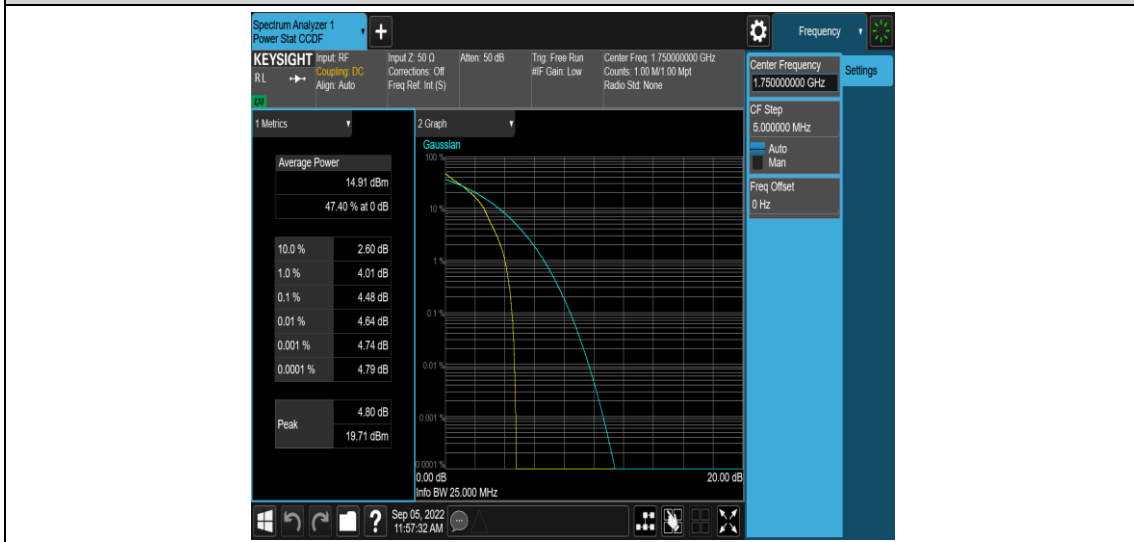 Spectrum Analyzer 1
Power Stat CCDF
+
Frequency
KEYSIGHT
Input: RF
Input Z: 50 Ω
Atten: 50 dB
Trig: Free Run
Center Freq: 1.750000000 GHz
RL
Coupling: DC
Corrections: Off
#IF Gain: Low
Counts: 1.00 M/1.00 Mpt
Align: Auto
Freq Ref: Int (S)
Radio Std: None
Center Frequency
1.750000000 GHz
Settings
CF Step
5.000000 MHz
Auto
Man
Freq Offset
0 Hz
1 Metrics
Average Power
14.91 dBm
47.40 % at 0 dB
10.0 % 2.60 dB
1.0 % 4.01 dB
0.1 % 4.48 dB
0.01 % 4.64 dB
0.001 % 4.74 dB
0.0001 % 4.79 dB
Peak
4.80 dB
19.71 dBm
2 Graph
Gaussian
100 %
10 %
1 %
0.1 %
0.01 %
0.001 %
0.0001 %
0.00 dB 20.00 dB
Info BW 25.000 MHz
?
Sep 05, 2022
11:57:32 AM